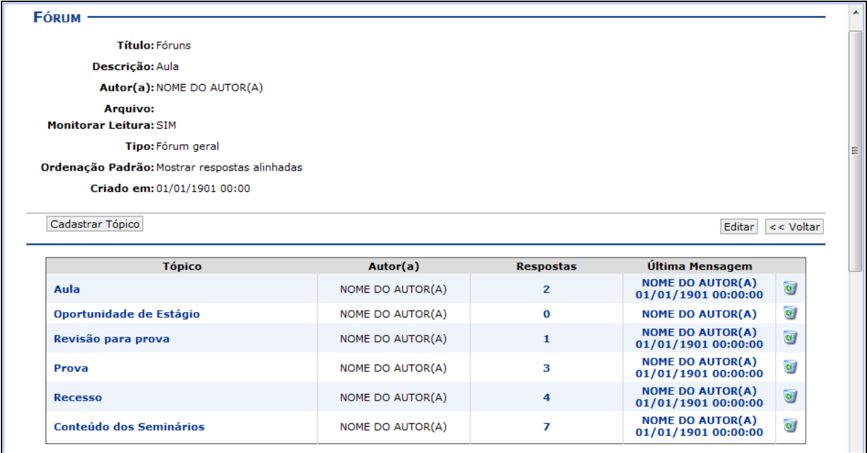 FÓRUM
Título: Fóruns
Descrição: Aula
Autor(a): NOME DO AUTOR(A)
Arquivo:
Monitorar Leitura: SIM
Tipo: Fórum geral
Ordenação Padrão: Mostrar respostas alinhadas
Criado em: 01/01/1901 00:00
Cadastrar Tópico Editar << Voltar
Tópico Autor(a) Respostas Última Mensagem
Aula NOME DO AUTOR(A) 2 NOME DO AUTOR(A)
01/01/1901 00:00:00
Oportunidade de Estágio NOME DO AUTOR(A) 0 NOME DO AUTOR(A)
Revisão para prova NOME DO AUTOR(A) 1 NOME DO AUTOR(A)
01/01/1901 00:00:00
Prova NOME DO AUTOR(A) 3 NOME DO AUTOR(A)
01/01/1901 00:00:00
Recesso NOME DO AUTOR(A) 4 NOME DO AUTOR(A)
01/01/1901 00:00:00
Conteúdo dos Seminários NOME DO AUTOR(A) 7 NOME DO AUTOR(A)
01/01/1901 00:00:00